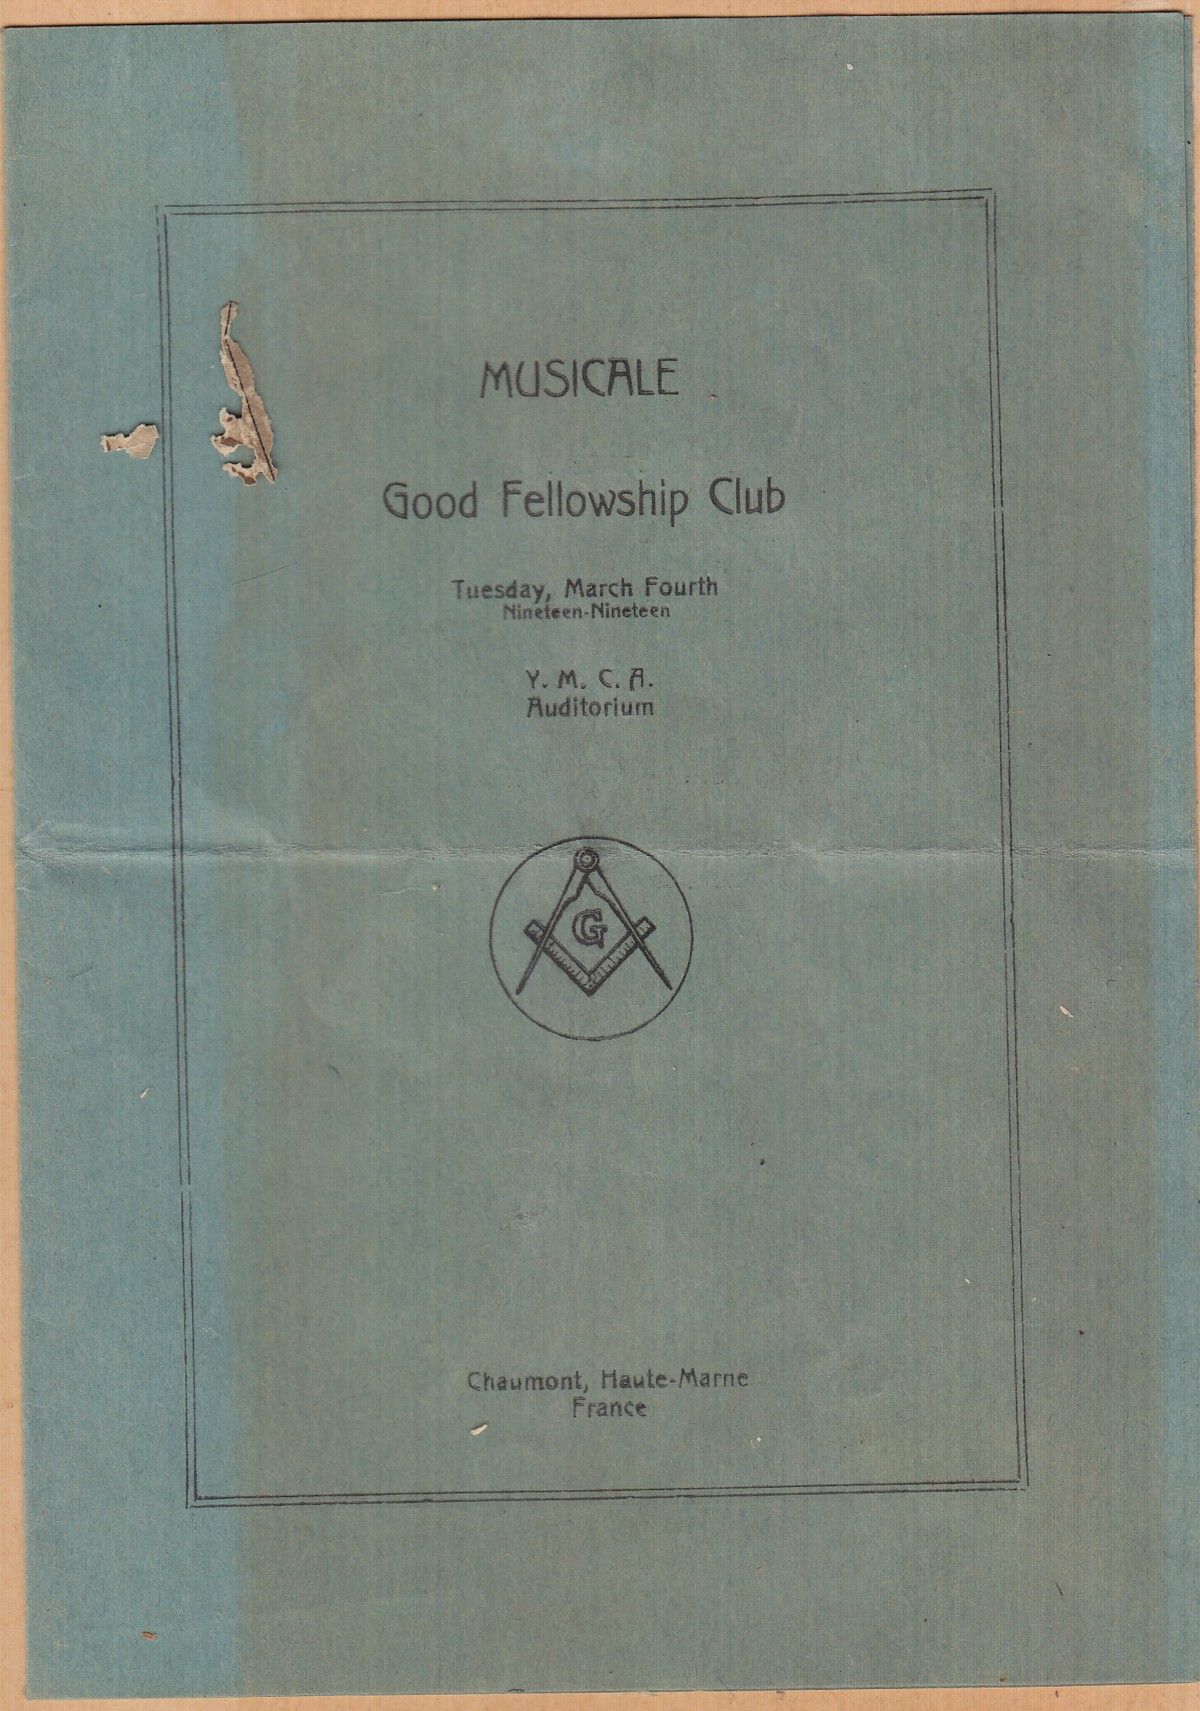 MUSICALE
Good Fellowship Club
Tuesday, March Fourth
Nineteen-Nineteen
Y. M. C. A.
Auditorium
G
Chaumont, Haute-Marne
France